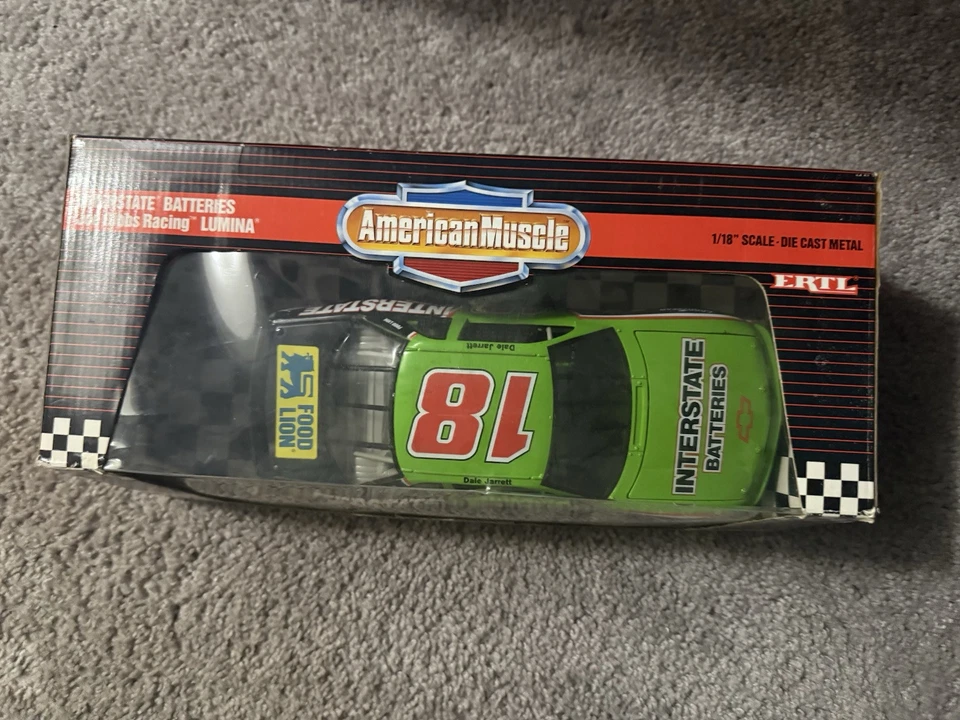 BATTERIES
Racing™ LUMINA®
AmericanMuscle
1/18" SCALE - DIE CAST METAL
ERTL
INTERSTATE
Dale Jarrett
FOOD
LION
18
INTERSTATE
BATTERIES
Dale Jarrett